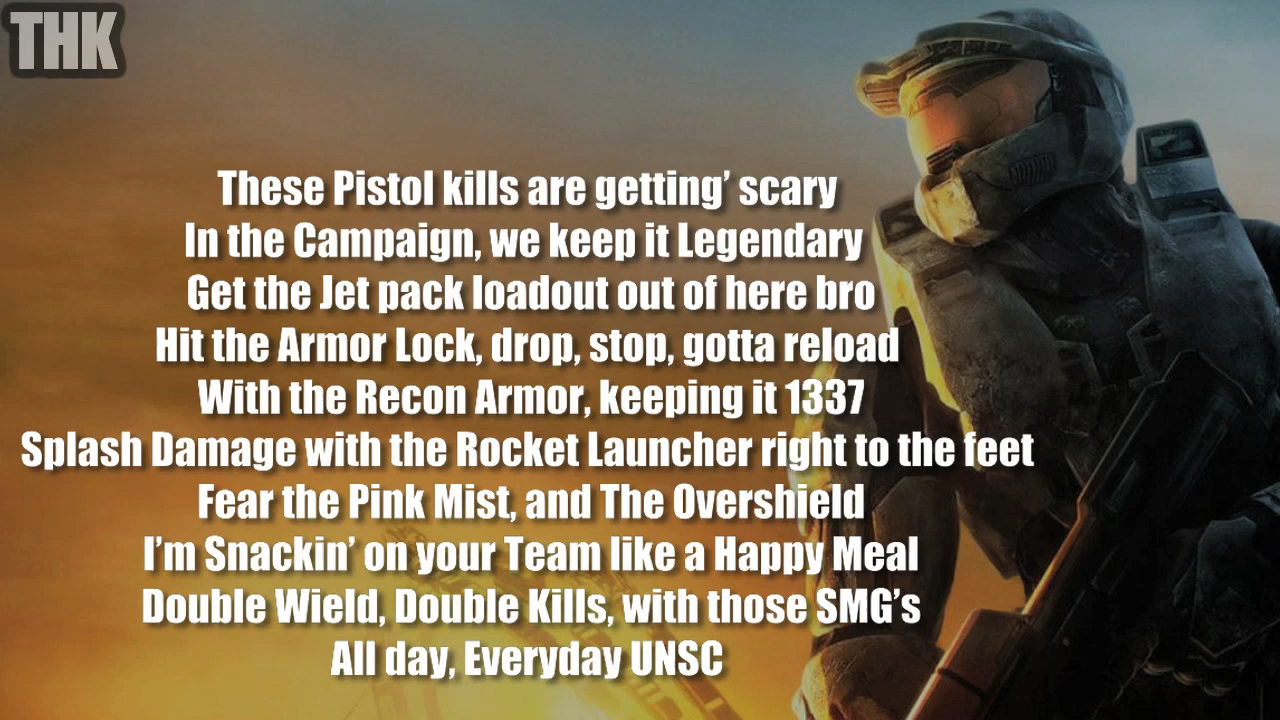 THK
These Pistol kills are getting’ scary
In the Campaign, we keep it Legendary
Get the Jet pack loadout out of here bro
Hit the Armor Lock, drop, stop, gotta reload
With the Recon Armor, keeping it 1337
Splash Damage with the Rocket Launcher right to the feet
Fear the Pink Mist, and The Overshield
I’m Snackin’ on your Team like a Happy Meal
Double Wield, Double Kills, with those SMG’s
All day, Everyday UNSC